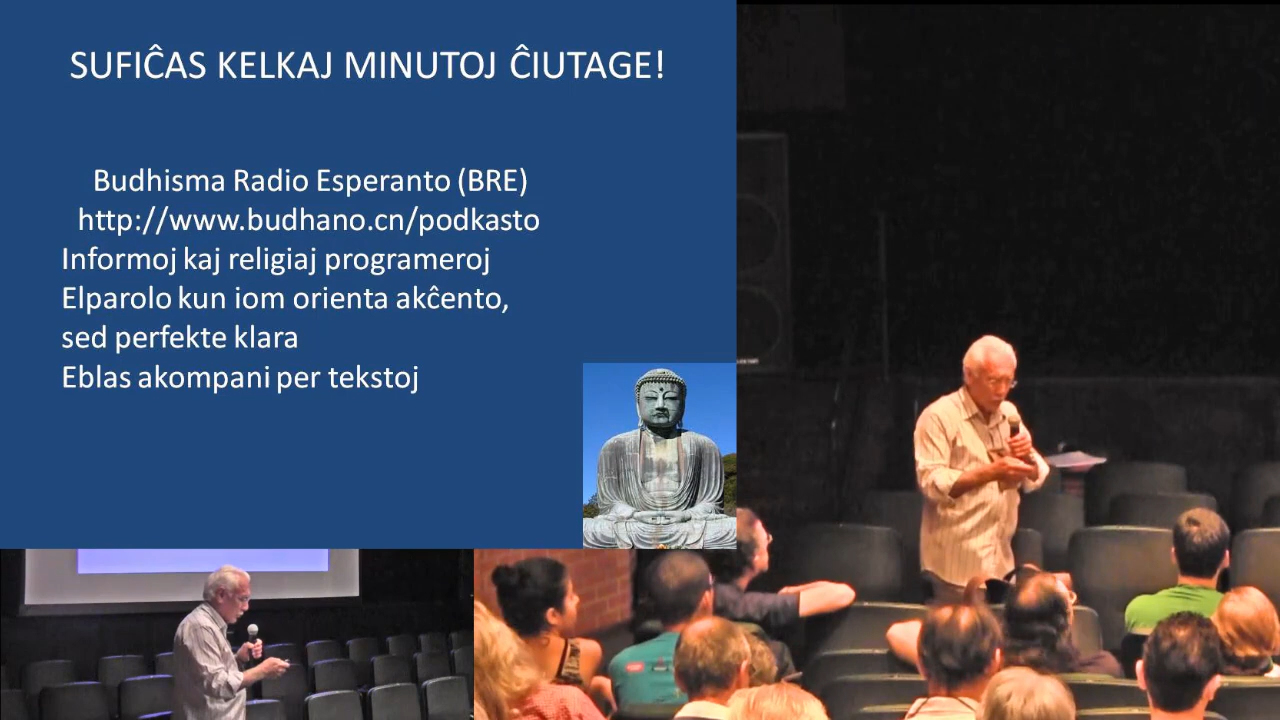 SUFIĈAS KELKAJ MINUTOJ ĈIUTAGE!
Budhisma Radio Esperanto (BRE)
http://www.budhano.cn/podkasto
Informoj kaj religiaj programeroj
Elparolo kun iom orienta akĉento,
sed perfekte klara
Eblas akompani per tekstoj